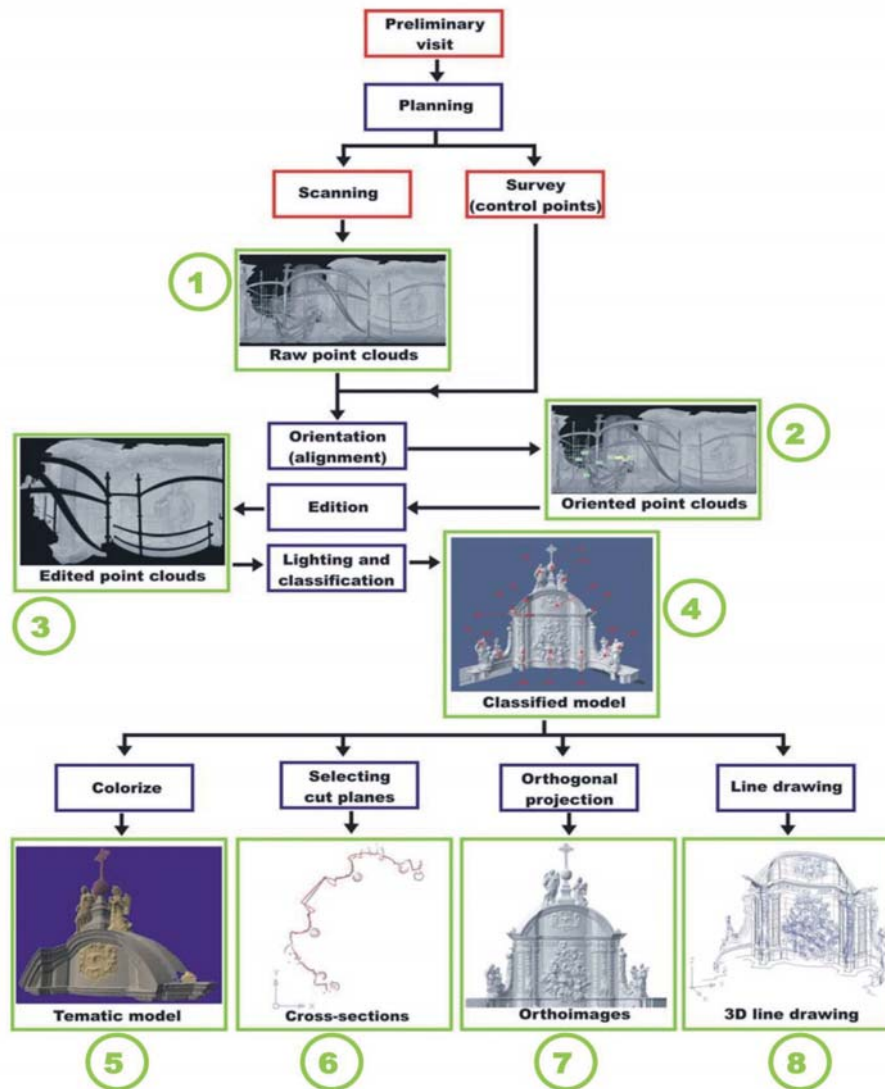 Preliminary
visit
Planning
Scanning
Survey
(control points)
1
Raw point clouds
Orientation
(alignment)
2
Oriented point clouds
Edition
Edited point clouds
Lighting and
classification
3
4
Classified model
Colorize
Selecting
cut planes
Orthogonal
projection
Line drawing
Tematic model
Y
X
Cross-sections
Orthoimages
3D line drawing
5
6
7
8